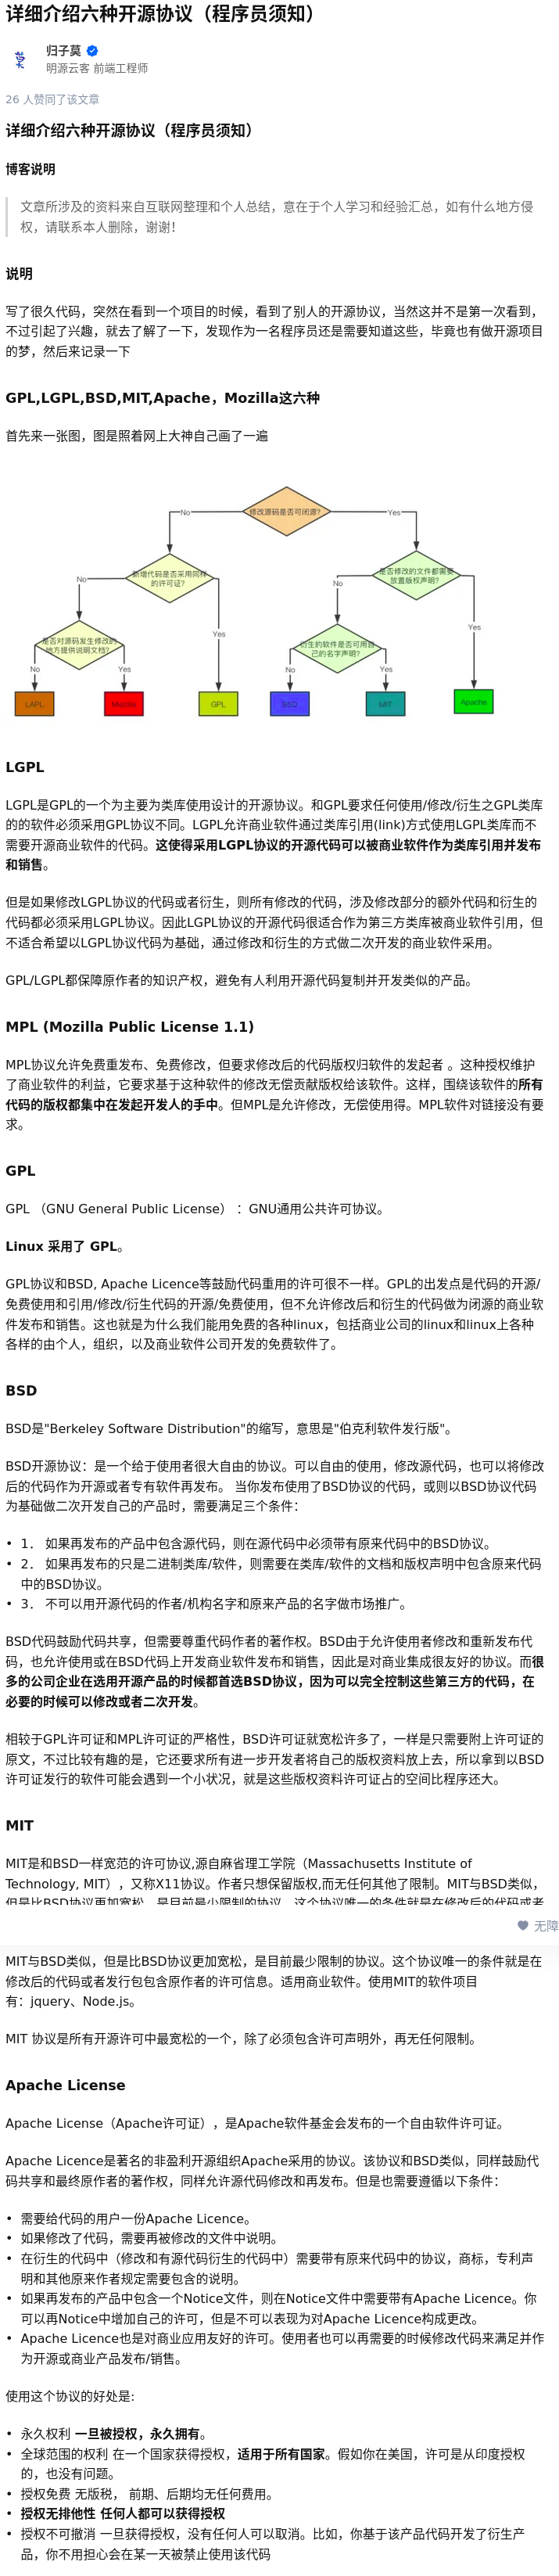 详细介绍六种开源协议（程序员须知）
归子莫
明源云客 前端工程师
26 人赞同了该文章
详细介绍六种开源协议（程序员须知）
博客说明
文章所涉及的资料来自互联网整理和个人总结，意在于个人学习和经验汇总，如有什么地方侵
权，请联系本人删除，谢谢！
说明
写了很久代码，突然在看到一个项目的时候，看到了别人的开源协议，当然这并不是第一次看到，
不过引起了兴趣，就去了解了一下，发现作为一名程序员还是需要知道这些，毕竟也有做开源项目
的梦，然后来记录一下
GPL,LGPL,BSD,MIT,Apache，Mozilla这六种
首先来一张图，图是照着网上大神自己画了一遍
修改源码是否可闭源?
No
Yes
新增代码是否采用同样
的许可证?
是否修改的文件都需要
放置版权声明?
No
Yes
No
Yes
是否对源码发生修改的
地方提供说明文档?
衍生的软件是否可用自
己的名字声明?
No
Yes
No
Yes
LAPL
Mozilla
GPL
BSD
MIT
Apache
LGPL
LGPL是GPL的一个为主要为类库使用设计的开源协议。和GPL要求任何使用/修改/衍生之GPL类库
的的软件必须采用GPL协议不同。LGPL允许商业软件通过类库引用(link)方式使用LGPL类库而不
需要开源商业软件的代码。这使得采用LGPL协议的开源代码可以被商业软件作为类库引用并发布
和销售。
但是如果修改LGPL协议的代码或者衍生，则所有修改的代码，涉及修改部分的额外代码和衍生的
代码都必须采用LGPL协议。因此LGPL协议的开源代码很适合作为第三方类库被商业软件引用，但
不适合希望以LGPL协议代码为基础，通过修改和衍生的方式做二次开发的商业软件采用。
GPL/LGPL都保障原作者的知识产权，避免有人利用开源代码复制并开发类似的产品。
MPL (Mozilla Public License 1.1)
MPL协议允许免费重发布、免费修改，但要求修改后的代码版权归软件的发起者 。这种授权维护
了商业软件的利益，它要求基于这种软件的修改无偿贡献版权给该软件。这样，围绕该软件的所有
代码的版权都集中在发起开发人的手中。但MPL是允许修改，无偿使用得。MPL软件对链接没有要
求。
GPL
GPL （GNU General Public License） ：GNU通用公共许可协议。
Linux 采用了 GPL。
GPL协议和BSD, Apache Licence等鼓励代码重用的许可很不一样。GPL的出发点是代码的开源/
免费使用和引用/修改/衍生代码的开源/免费使用，但不允许修改后和衍生的代码做为闭源的商业软
件发布和销售。这也就是为什么我们能用免费的各种linux，包括商业公司的linux和linux上各种
各样的由个人，组织，以及商业软件公司开发的免费软件了。
BSD
BSD是"Berkeley Software Distribution"的缩写，意思是"伯克利软件发行版"。
BSD开源协议：是一个给于使用者很大自由的协议。可以自由的使用，修改源代码，也可以将修改
后的代码作为开源或者专有软件再发布。 当你发布使用了BSD协议的代码，或则以BSD协议代码
为基础做二次开发自己的产品时，需要满足三个条件：
• 1． 如果再发布的产品中包含源代码，则在源代码中必须带有原来代码中的BSD协议。
• 2． 如果再发布的只是二进制类库/软件，则需要在类库/软件的文档和版权声明中包含原来代码
中的BSD协议。
• 3． 不可以用开源代码的作者/机构名字和原来产品的名字做市场推广。
BSD代码鼓励代码共享，但需要尊重代码作者的著作权。BSD由于允许使用者修改和重新发布代
码，也允许使用或在BSD代码上开发商业软件发布和销售，因此是对商业集成很友好的协议。而很
多的公司企业在选用开源产品的时候都首选BSD协议，因为可以完全控制这些第三方的代码，在
必要的时候可以修改或者二次开发。
相较于GPL许可证和MPL许可证的严格性，BSD许可证就宽松许多了，一样是只需要附上许可证的
原文，不过比较有趣的是，它还要求所有进一步开发者将自己的版权资料放上去，所以拿到以BSD
许可证发行的软件可能会遇到一个小状况，就是这些版权资料许可证占的空间比程序还大。
MIT
MIT是和BSD一样宽范的许可协议,源自麻省理工学院（Massachusetts Institute of
Technology, MIT），又称X11协议。作者只想保留版权,而无任何其他了限制。MIT与BSD类似，
但是比BSD协议更加宽松，是目前最少限制的协议。这个协议唯一的条件就是在修改后的代码或者
无障
MIT与BSD类似，但是比BSD协议更加宽松，是目前最少限制的协议。这个协议唯一的条件就是在
修改后的代码或者发行包包含原作者的许可信息。适用商业软件。使用MIT的软件项目
有：jquery、Node.js。
MIT 协议是所有开源许可中最宽松的一个，除了必须包含许可声明外，再无任何限制。
Apache License
Apache License（Apache许可证），是Apache软件基金会发布的一个自由软件许可证。
Apache Licence是著名的非盈利开源组织Apache采用的协议。该协议和BSD类似，同样鼓励代
码共享和最终原作者的著作权，同样允许源代码修改和再发布。但是也需要遵循以下条件：
• 需要给代码的用户一份Apache Licence。
• 如果修改了代码，需要再被修改的文件中说明。
• 在衍生的代码中（修改和有源代码衍生的代码中）需要带有原来代码中的协议，商标，专利声
明和其他原来作者规定需要包含的说明。
• 如果再发布的产品中包含一个Notice文件，则在Notice文件中需要带有Apache Licence。你
可以再Notice中增加自己的许可，但是不可以表现为对Apache Licence构成更改。
• Apache Licence也是对商业应用友好的许可。使用者也可以再需要的时候修改代码来满足并作
为开源或商业产品发布/销售。
使用这个协议的好处是:
• 永久权利 一旦被授权，永久拥有。
• 全球范围的权利 在一个国家获得授权，适用于所有国家。假如你在美国，许可是从印度授权
的，也没有问题。
• 授权免费 无版税， 前期、后期均无任何费用。
• 授权无排他性 任何人都可以获得授权
• 授权不可撤消 一旦获得授权，没有任何人可以取消。比如，你基于该产品代码开发了衍生产
品，你不用担心会在某一天被禁止使用该代码